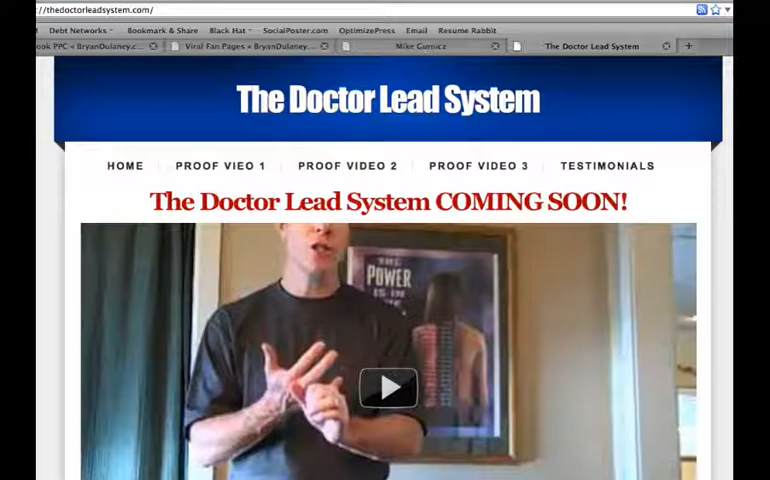 ://thedoctorleadsystem.com/
Debt Networks Bookmark & Share Black Hat SocialPoster.com OptimizePress Email Resume Rabbit
ook PPC « BryanDulaney.c... Viral Fan Pages « BryanDulaney... Mike Gurnicz The Doctor Lead System
The Doctor Lead System
HOME PROOF VIEO 1 PROOF VIDEO 2 PROOF VIDEO 3 TESTIMONIALS
The Doctor Lead System COMING SOON!
THE
POWER
IS IN